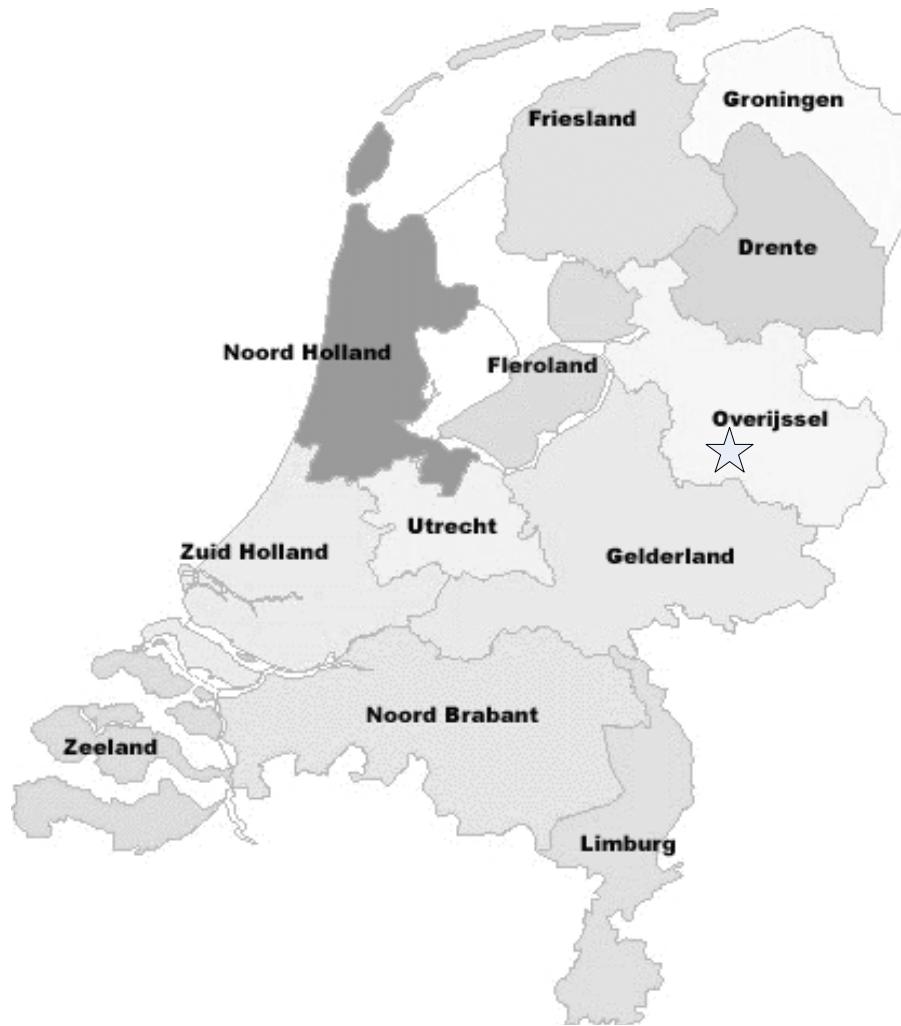 Groningen
Friesland
Drente
Noord Holland
Fleroland
Overijssel
Utrecht
Zuid Holland
Gelderland
Noord Brabant
Zeeland
Limburg